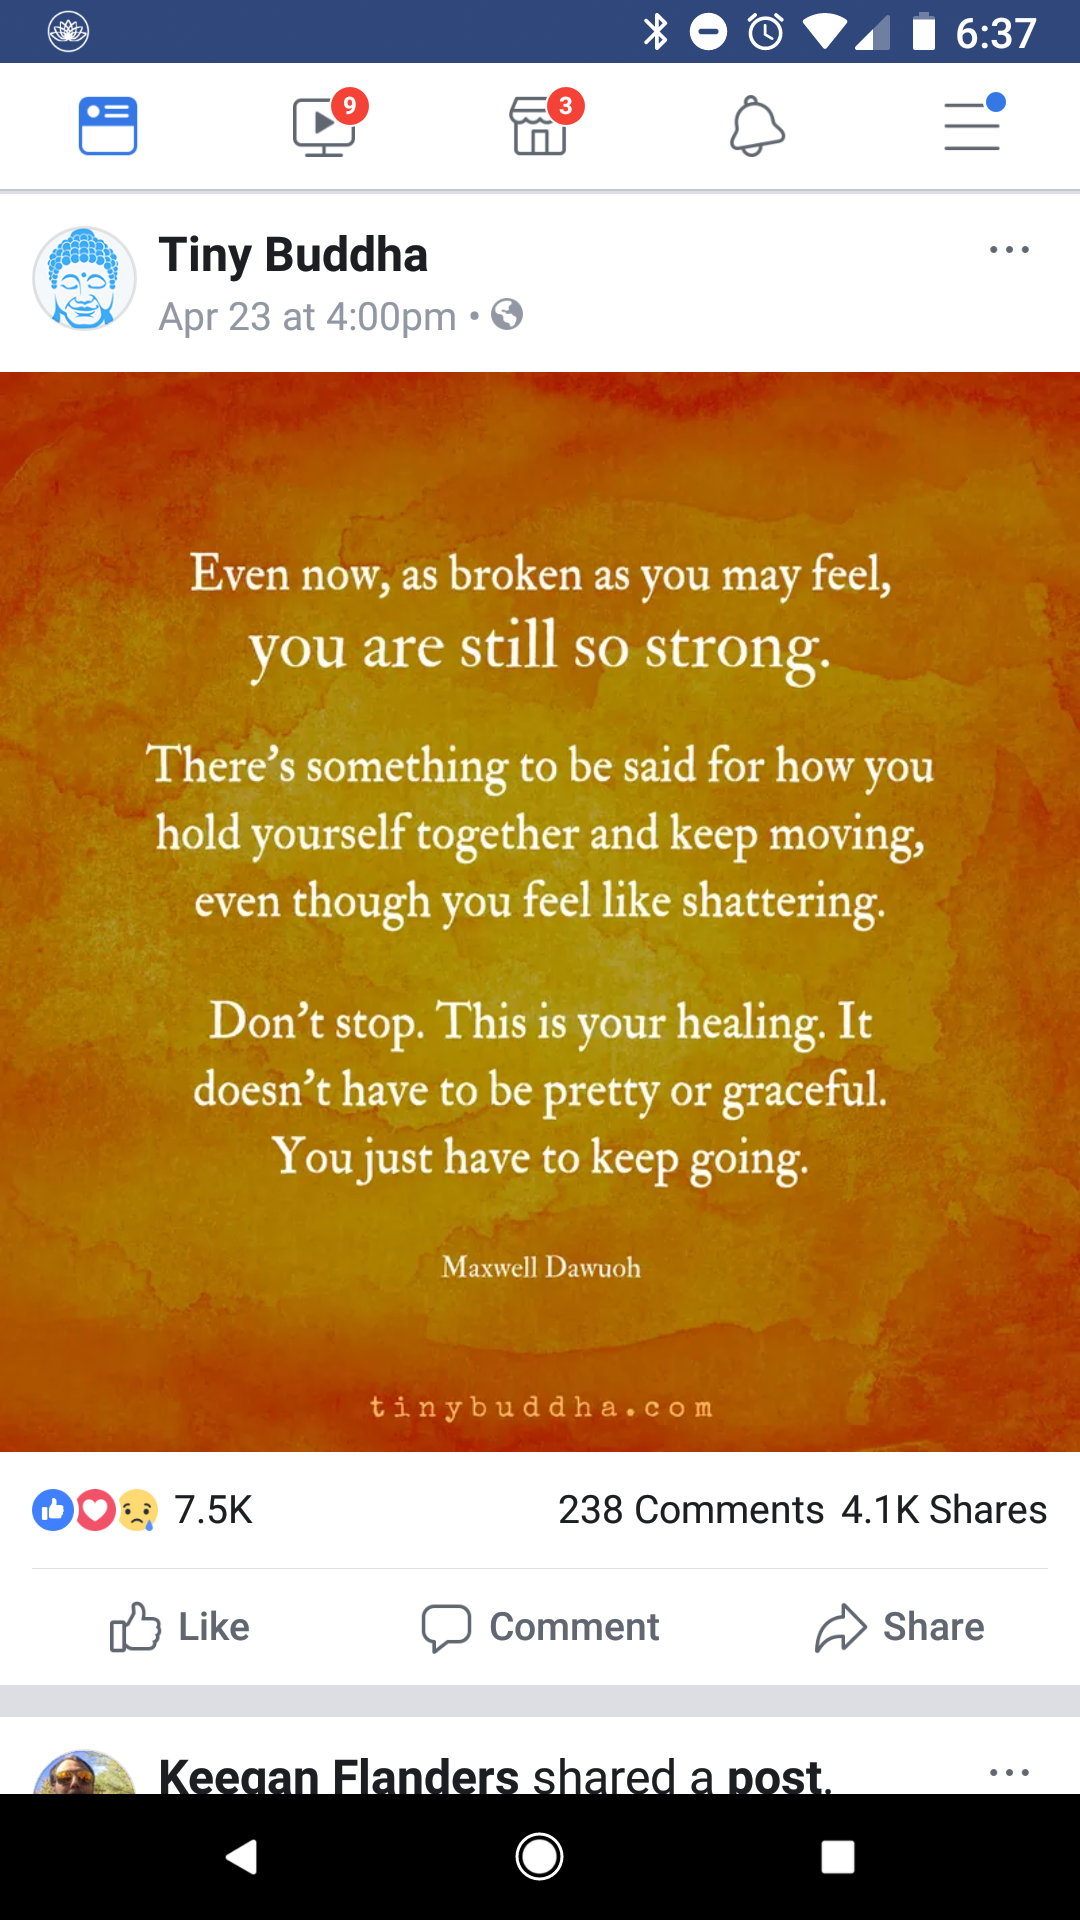 6:37
9
3
Tiny Buddha
Apr 23 at 4:00pm •
Even now, as broken as you may feel,
you are still so strong.
There's something to be said for how you
hold yourself together and keep moving,
even though you feel like shattering.
Don't stop. This is your healing. It
doesn't have to be pretty or graceful.
You just have to keep going.
Maxwell Dawuoh
tinybuddha.com
7.5K 238 Comments 4.1K Shares
Like Comment Share
Keegan Flanders shared a post.